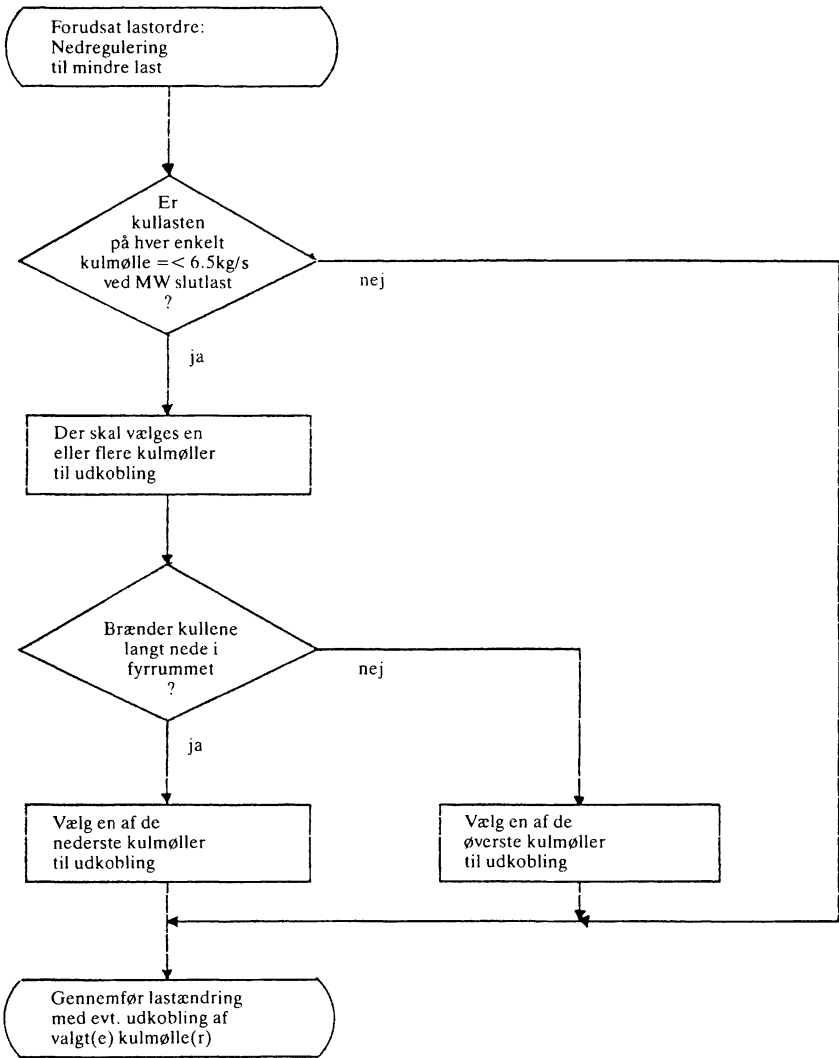 Forudsat lastordre:
Nedregulering
til mindre last
Er
kullasten
på hver enkelt
kulmølle =< 6.5kg/s
ved MW slutlast
?
nej
ja
Der skal vælges en
eller flere kulmøller
til udkobling
Brænder kullene
langt nede i
fyrrummet
?
nej
ja
Vælg en af de
nederste kulmøller
til udkobling
Vælg en af de
øverste kulmøller
til udkobling
Gennemfør lastændring
med evt. udkobling af
valgt(e) kulmølle(r)